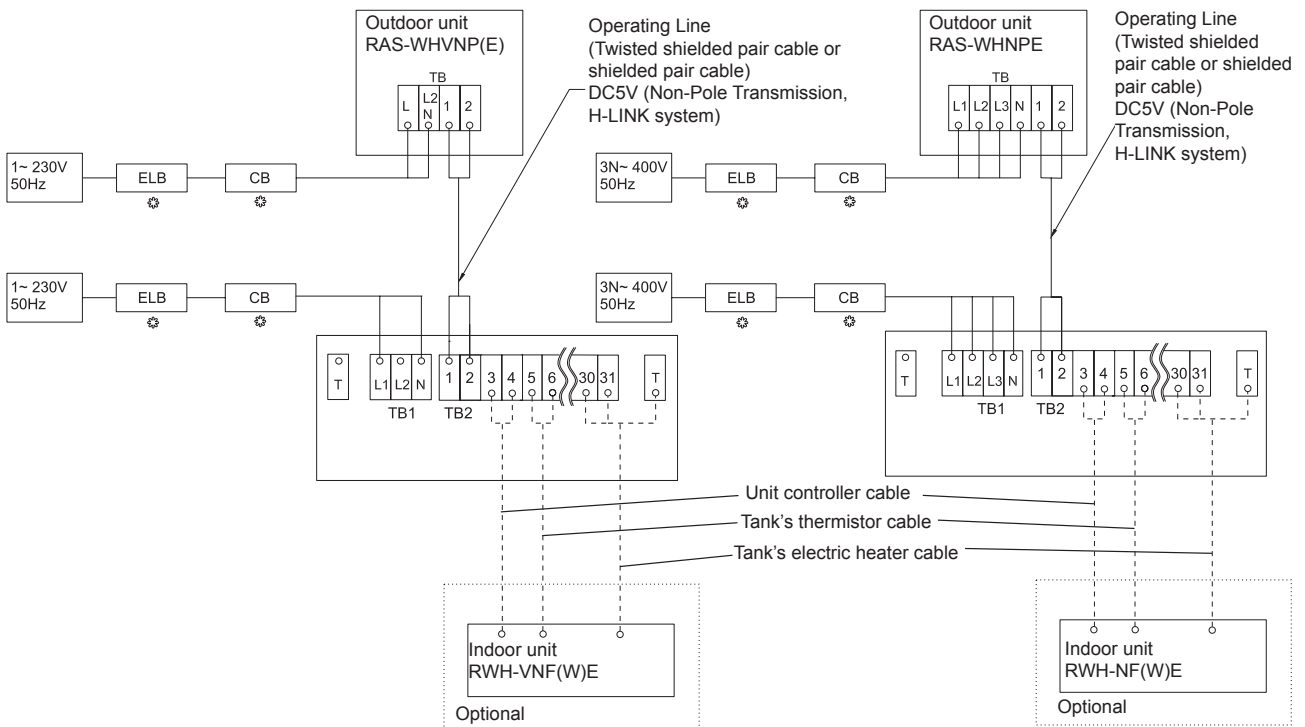 Outdoor unit
RAS-WHVNP(E)
TB
L L2 N 1 2
Operating Line
(Twisted shielded pair cable or
shielded pair cable)
DC5V (Non-Pole Transmission,
H-LINK system)
1~ 230V
50Hz
ELB
CB
1~ 230V
50Hz
ELB
CB
T L1 L2 N 1 2 3 4 5 6 30 31 T
TB1 TB2
Outdoor unit
RAS-WHNPE
TB
L1 L2 L3 N 1 2
Operating Line
(Twisted shielded
pair cable or shielded
pair cable)
DC5V (Non-Pole
Transmission,
H-LINK system)
3N~ 400V
50Hz
ELB
CB
3N~ 400V
50Hz
ELB
CB
T L1 L2 L3 N 1 2 3 4 5 6 30 31 T
TB1 TB2
Unit controller cable
Tank's thermistor cable
Tank's electric heater cable
Indoor unit
RWH-VNF(W)E
Optional
Indoor unit
RWH-NF(W)E
Optional